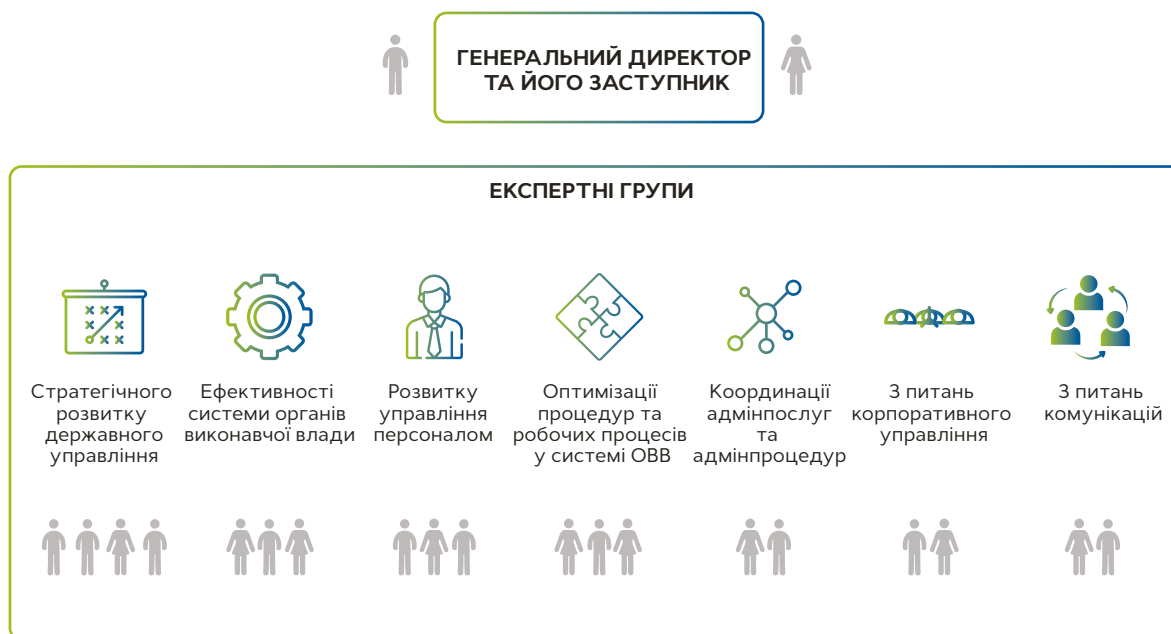 ГЕНЕРАЛЬНИЙ ДИРЕКТОР
ТА ЙОГО ЗАСТУПНИК
ЕКСПЕРТНІ ГРУПИ
Стратегічного
розвитку
державного
управління
Ефективності
системи органів
виконавчої влади
Розвитку
управління
персоналом
Оптимізації
процедур та
робочих процесів
у системі ОВВ
Координації
адмінпослуг
та
адмінпроцедур
З питань
корпоративного
управління
З питань
комунікацій